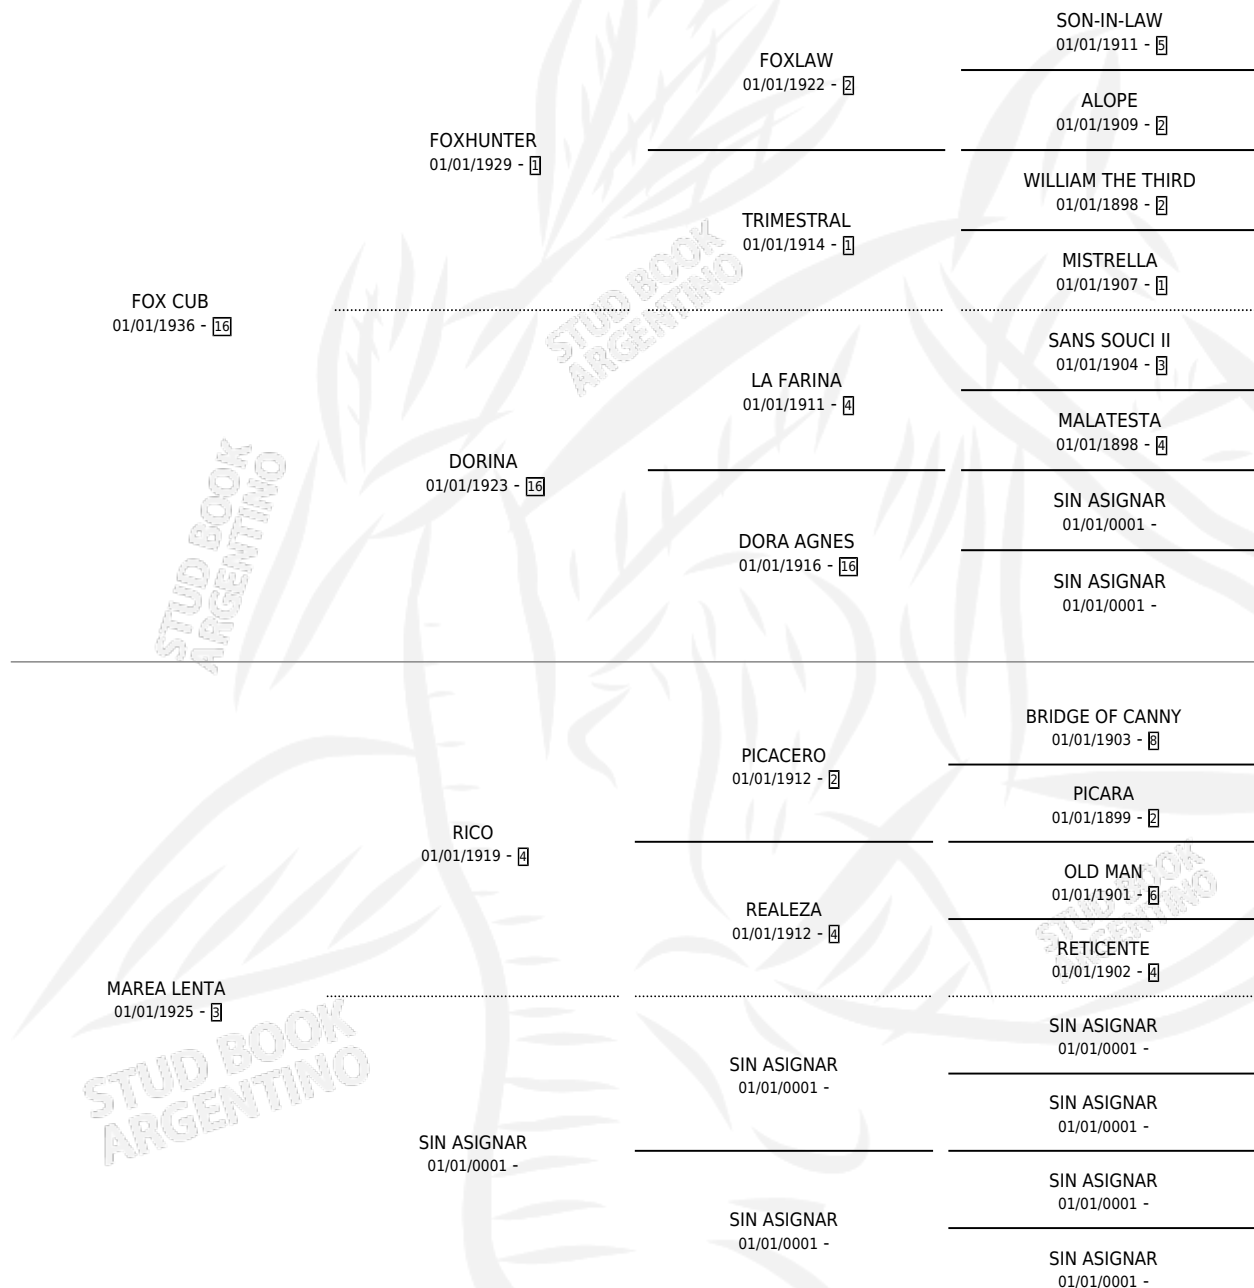 SON-IN-LAW
01/01/1911 - 5
FOXLAW
01/01/1922 - 2
ALOPE
01/01/1909 - 2
FOXHUNTER
01/01/1929 - 1
WILLIAM THE THIRD
01/01/1898 - 2
TRIMESTRAL
01/01/1914 - 1
MISTRELLA
01/01/1907 - 1
FOX CUB
01/01/1936 - 16
SANS SOUCI II
01/01/1904 - 3
LA FARINA
01/01/1911 - 4
MALATESTA
01/01/1898 - 4
DORINA
01/01/1923 - 16
SIN ASIGNAR
01/01/0001 -
DORA AGNES
01/01/1916 - 16
SIN ASIGNAR
01/01/0001 -
BRIDGE OF CANNY
01/01/1903 - 8
PICACERO
01/01/1912 - 2
PICARA
01/01/1899 - 2
RICO
01/01/1919 - 4
OLD MAN
01/01/1901 - 6
REALEZA
01/01/1912 - 4
RETICENTE
01/01/1902 - 4
MAREA LENTA
01/01/1925 - 3
SIN ASIGNAR
01/01/0001 -
SIN ASIGNAR
01/01/0001 -
SIN ASIGNAR
01/01/0001 -
SIN ASIGNAR
01/01/0001 -
SIN ASIGNAR
01/01/0001 -
SIN ASIGNAR
01/01/0001 -
SIN ASIGNAR
01/01/0001 -
STUD BOOK
ARGENTINO
STUD BOOK
ARGENTINO
STUD BOOK
ARGENTINO
STUD BOOK
ARGENTINO